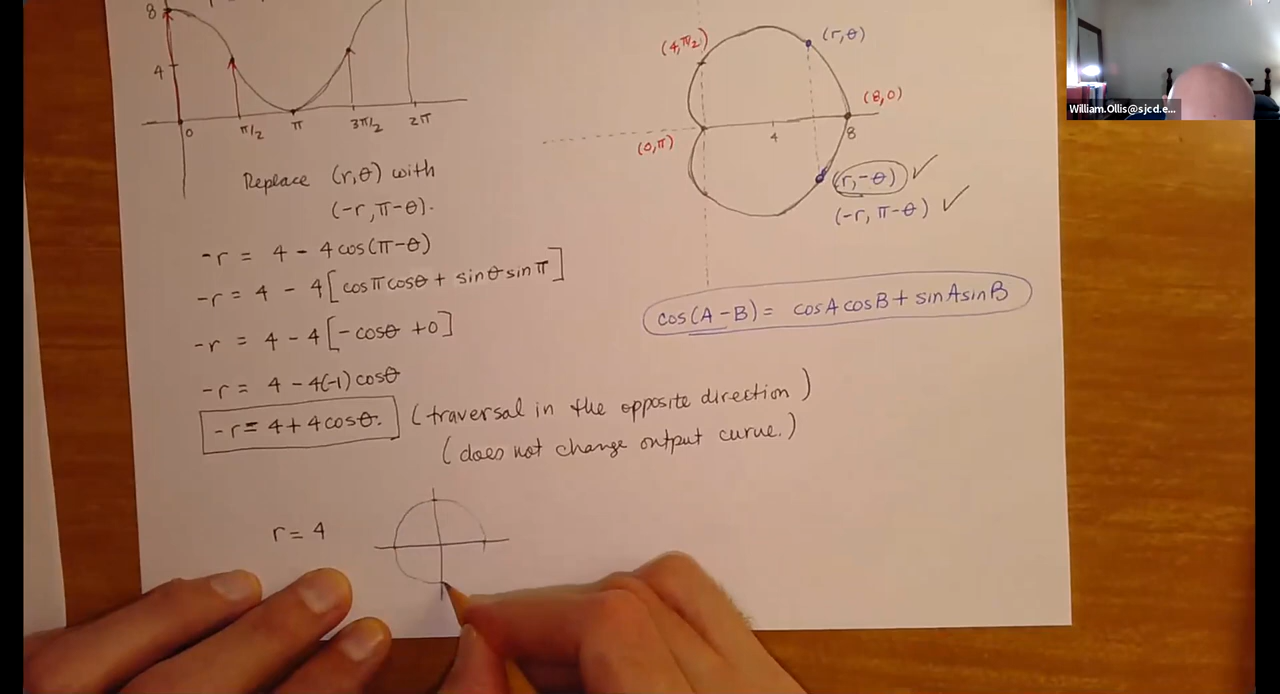 8
4
0 π/2 π 3π/2 2π
(4,π/2)
(r,θ)
(8,0)
(0,π)
4
8
(r,-θ) ✓
(-r, π-θ) ✓
Replace (r,θ) with
(-r, π-θ).
-r = 4 - 4cos(π-θ)
-r = 4 - 4[cosπcosθ + sinθsinπ]
-r = 4 - 4[-cosθ +0]
-r = 4 - 4(-1)cosθ
-r = 4 + 4cosθ. (traversal in the opposite direction)
(does not change output curve.)
cos(A-B) = cosAcosB + sinAsinB
r = 4
William.Ollis@sjcd.e...